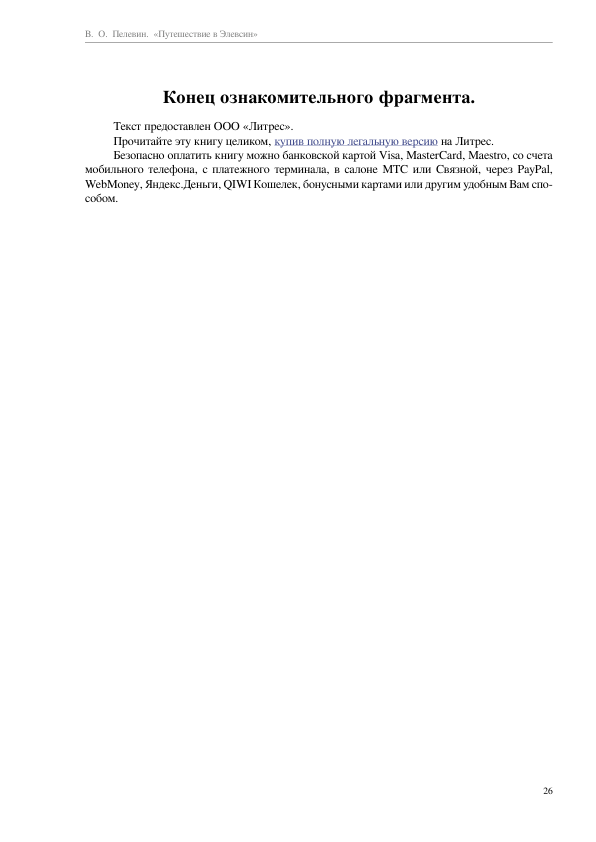 В. О. Пелевин. «Путешествие в Элевсин»
Конец ознакомительного фрагмента.
Текст предоставлен ООО «Литрес».
Прочитайте эту книгу целиком, купив полную легальную версию на Литрес.
Безопасно оплатить книгу можно банковской картой Visa, MasterCard, Maestro, со счета
мобильного телефона, с платежного терминала, в салоне МТС или Связной, через PayPal,
WebMoney, Яндекс.Деньги, QIWI Кошелек, бонусными картами или другим удобным Вам спо-
собом.
26